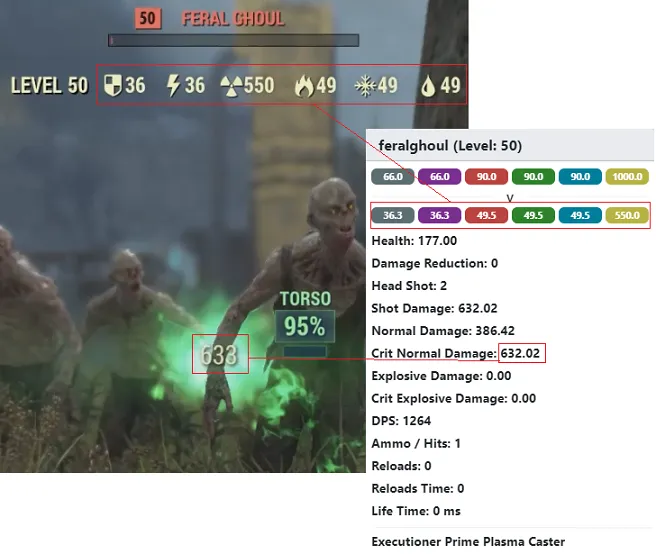 50 FERAL GHOUL
LEVEL 50 36 36 550 49 49 49
TORSO
95%
633
feralghoul (Level: 50)
66.0 66.0 90.0 90.0 90.0 1000.0
v
36.3 36.3 49.5 49.5 49.5 550.0
Health: 177.00
Damage Reduction: 0
Head Shot: 2
Shot Damage: 632.02
Normal Damage: 386.42
Crit Normal Damage: 632.02
Explosive Damage: 0.00
Crit Explosive Damage: 0.00
DPS: 1264
Ammo / Hits: 1
Reloads: 0
Reloads Time: 0
Life Time: 0 ms
Executioner Prime Plasma Caster